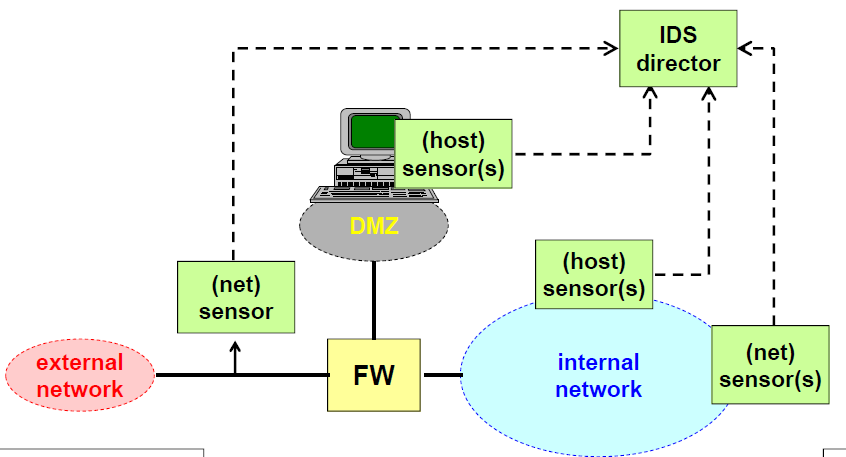 IDS
director
(host)
sensor(s)
DMZ
(net)
sensor
(host)
sensor(s)
external
network
FW
internal
network
(net)
sensor(s)